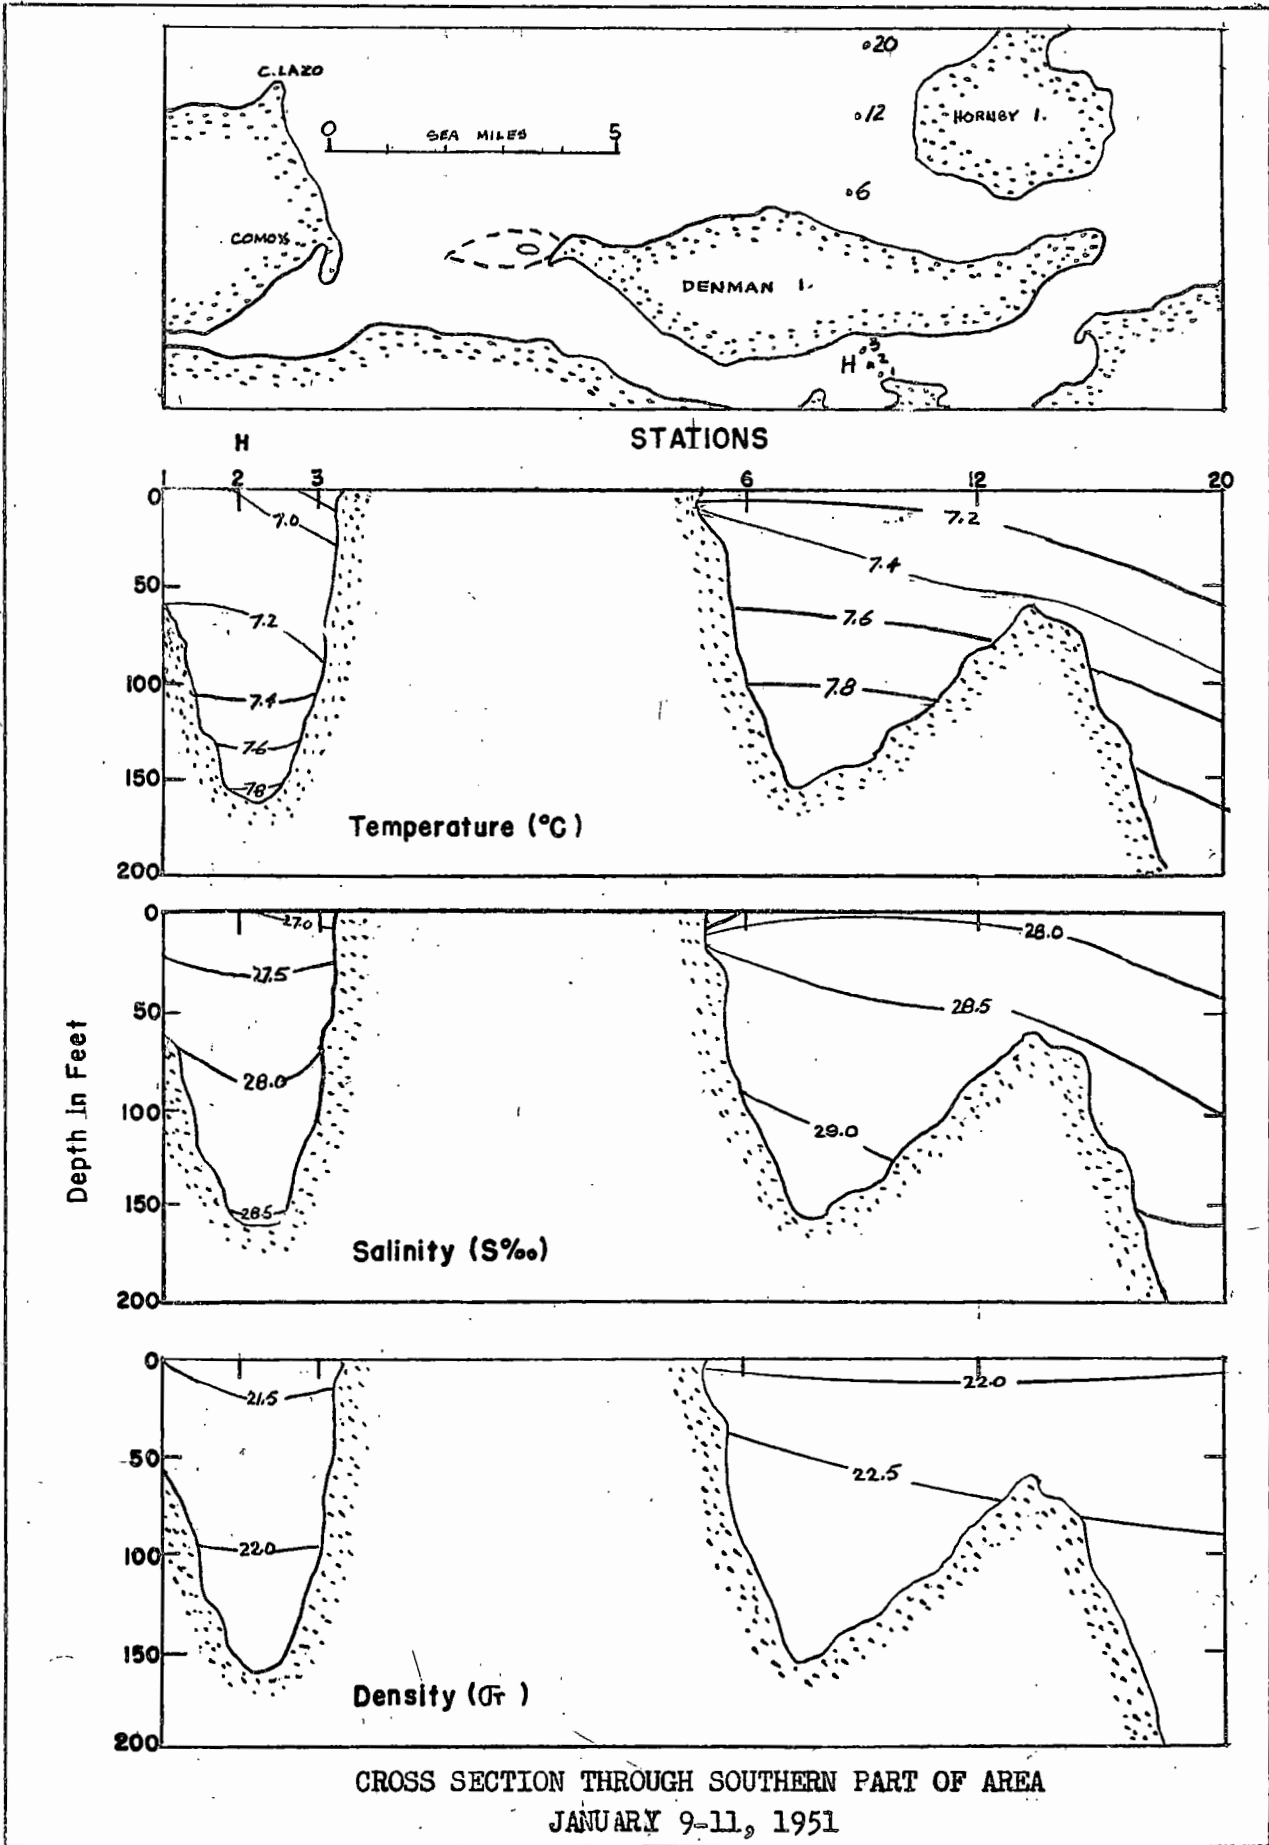 C. LAZO
o20
HORNBY I.
o12
0 SEA MILES 5
o6
COMOX
DENMAN I.
3
H 2
1
H STATIONS
1 2 3 6 12 20
0
7.0
7.2
7.4
50
7.2
7.6
100
7.4
7.8
7.6
150
7.8
Temperature (°C)
200
0
27.0
28.0
27.5
28.5
50
28.0
100
29.0
150
28.5
Salinity (S‰)
200
Depth in Feet
0
21.5
22.0
50
22.5
22.0
100
150
Density (σT)
200
CROSS SECTION THROUGH SOUTHERN PART OF AREA
JANUARY 9-11, 1951